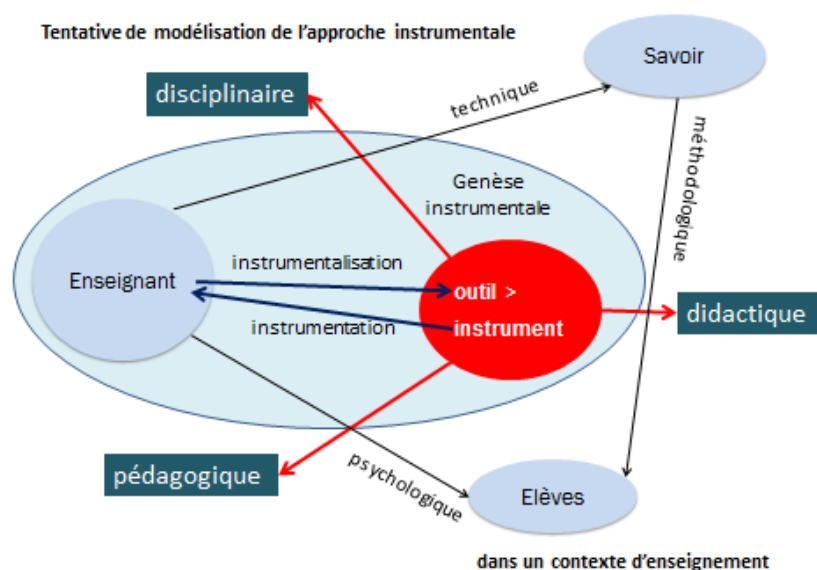 Tentative de modélisation de l'approche instrumentale
Savoir
disciplinaire
technique
méthodologique
Genèse
instrumentale
Enseignant
instrumentalisation
outil >
instrumentation
instrument
didactique
pédagogique
psychologique
Elèves
dans un contexte d'enseignement